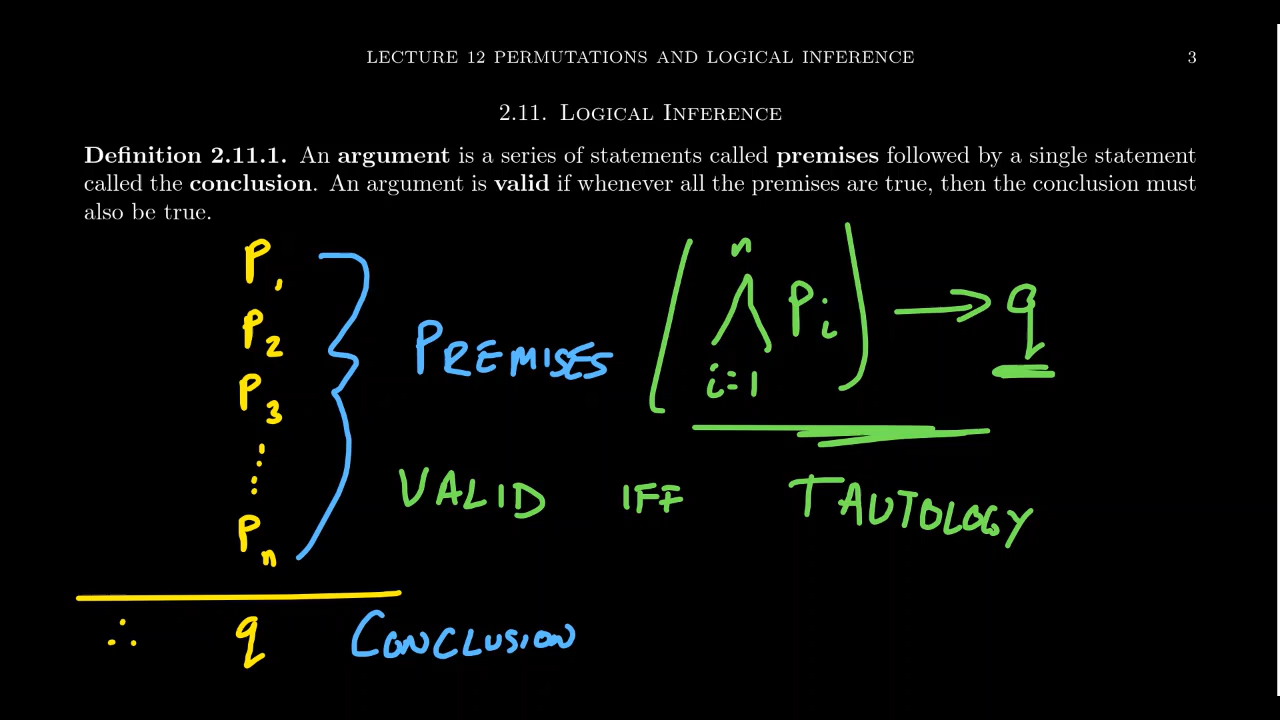 LECTURE 12 PERMUTATIONS AND LOGICAL INFERENCE 3
2.11. LOGICAL INFERENCE
Definition 2.11.1. An argument is a series of statements called premises followed by a single statement
called the conclusion. An argument is valid if whenever all the premises are true, then the conclusion must
also be true.
P₁
P₂
P₃
⋮
Pₙ
PREMISES
( n
⋀ Pᵢ ) → q
i=1
VALID IFF TAUTOLOGY
∴ q CONCLUSION